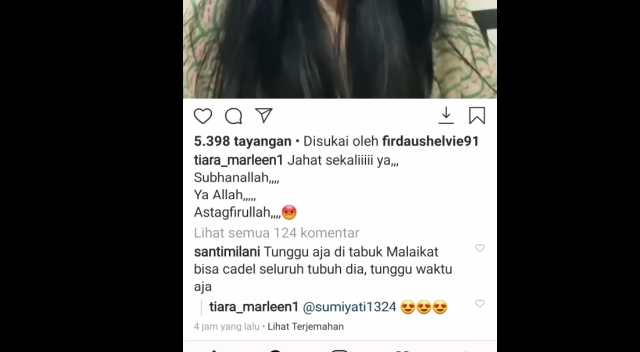 5.398 tayangan • Disukai oleh firdaushelvie91
tiara_marleen1 Jahat sekaliiiii ya,,,
Subhanallah,,,,
Ya Allah,,,,,
Astagfirullah,,,,😡
Lihat semua 124 komentar
santimilani Tunggu aja di tabuk Malaikat
bisa cadel seluruh tubuh dia, tunggu waktu
aja
tiara_marleen1 @sumiyati1324 😍😍😍
4 jam yang lalu • Lihat Terjemahan